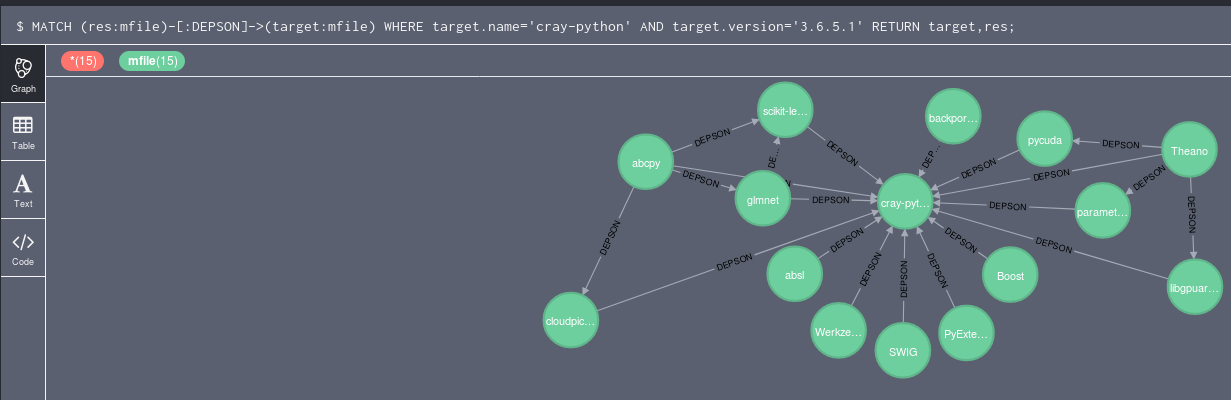 $ MATCH (res:mfile)-[:DEPSON]->(target:mfile) WHERE target.name='cray-python' AND target.version='3.6.5.1' RETURN target,res;
*(15) mfile(15)
Graph
Table
Text
Code
scikit-le…
backpor…
pycuda
Theano
abcpy
glmnet
cray-pyt…
paramet…
absl
Boost
libgpuar…
cloudpic…
Werkze…
SWIG
PyExte…
DEPSON
DEPSON
DEPSON
DEPSON
DE…
DEP…
DEPSON
DEPSON
DEPSON
DEPSON
DEPSON
DEPSON
DEPSON
DEPSON
DEPSON
DEPSON
DEPSON
DEPSON
DEPSON
DEPSON